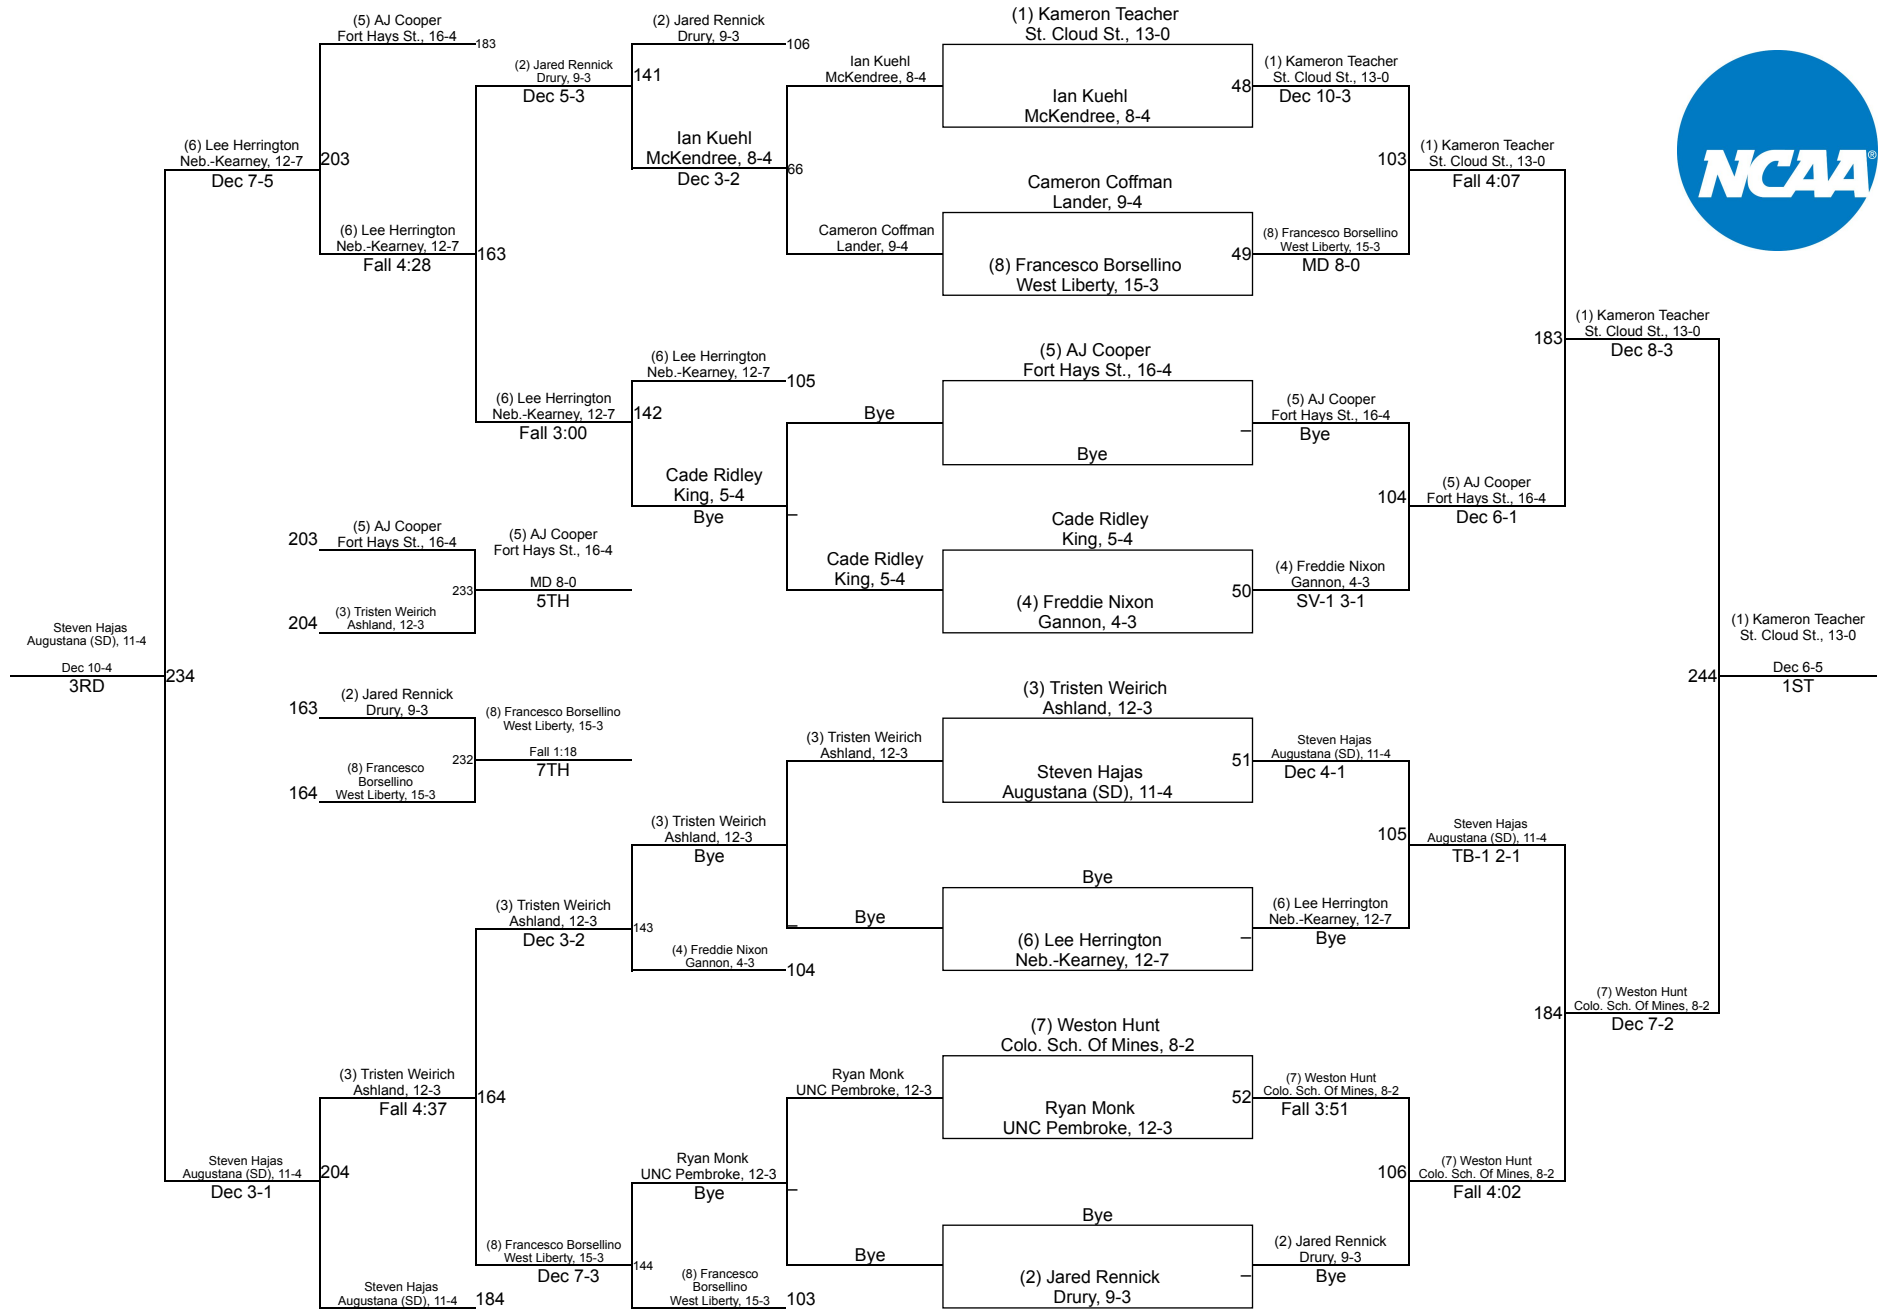 (5) AJ Cooper
Fort Hays St., 16-4
183
(2) Jared Rennick
Drury, 9-3
106
(1) Kameron Teacher
St. Cloud St., 13-0
(2) Jared Rennick
Drury, 9-3
Dec 5-3
141
Ian Kuehl
McKendree, 8-4
Ian Kuehl
McKendree, 8-4
48
(1) Kameron Teacher
St. Cloud St., 13-0
Dec 10-3
NCAA®
(6) Lee Herrington
Neb.-Kearney, 12-7
Dec 7-5
203
Ian Kuehl
McKendree, 8-4
Dec 3-2
66
103
(1) Kameron Teacher
St. Cloud St., 13-0
Fall 4:07
Cameron Coffman
Lander, 9-4
(6) Lee Herrington
Neb.-Kearney, 12-7
Fall 4:28
163
Cameron Coffman
Lander, 9-4
(8) Francesco Borsellino
West Liberty, 15-3
49
(8) Francesco Borsellino
West Liberty, 15-3
MD 8-0
183
(1) Kameron Teacher
St. Cloud St., 13-0
Dec 8-3
(6) Lee Herrington
Neb.-Kearney, 12-7
105
(5) AJ Cooper
Fort Hays St., 16-4
(6) Lee Herrington
Neb.-Kearney, 12-7
Fall 3:00
142
Bye
Bye
(5) AJ Cooper
Fort Hays St., 16-4
Bye
Cade Ridley
King, 5-4
Bye
104
(5) AJ Cooper
Fort Hays St., 16-4
Dec 6-1
203
(5) AJ Cooper
Fort Hays St., 16-4
(5) AJ Cooper
Fort Hays St., 16-4
Cade Ridley
King, 5-4
233
MD 8-0
5TH
Cade Ridley
King, 5-4
(4) Freddie Nixon
Gannon, 4-3
50
(4) Freddie Nixon
Gannon, 4-3
SV-1 3-1
204
(3) Tristen Weirich
Ashland, 12-3
Steven Hajas
Augustana (SD), 11-4
Dec 10-4
3RD
234
244
(1) Kameron Teacher
St. Cloud St., 13-0
Dec 6-5
1ST
163
(2) Jared Rennick
Drury, 9-3
(8) Francesco Borsellino
West Liberty, 15-3
(3) Tristen Weirich
Ashland, 12-3
232
Fall 1:18
7TH
(3) Tristen Weirich
Ashland, 12-3
Steven Hajas
Augustana (SD), 11-4
51
Steven Hajas
Augustana (SD), 11-4
Dec 4-1
164
(8) Francesco
Borsellino
West Liberty, 15-3
(3) Tristen Weirich
Ashland, 12-3
Bye
105
Steven Hajas
Augustana (SD), 11-4
TB-1 2-1
Bye
(3) Tristen Weirich
Ashland, 12-3
Dec 3-2
143
Bye
(6) Lee Herrington
Neb.-Kearney, 12-7
(6) Lee Herrington
Neb.-Kearney, 12-7
Bye
(4) Freddie Nixon
Gannon, 4-3
104
184
(7) Weston Hunt
Colo. Sch. Of Mines, 8-2
Dec 7-2
(7) Weston Hunt
Colo. Sch. Of Mines, 8-2
(3) Tristen Weirich
Ashland, 12-3
Fall 4:37
164
Ryan Monk
UNC Pembroke, 12-3
Ryan Monk
UNC Pembroke, 12-3
52
(7) Weston Hunt
Colo. Sch. Of Mines, 8-2
Fall 3:51
Steven Hajas
Augustana (SD), 11-4
Dec 3-1
204
Ryan Monk
UNC Pembroke, 12-3
Bye
106
(7) Weston Hunt
Colo. Sch. Of Mines, 8-2
Fall 4:02
Bye
(8) Francesco Borsellino
West Liberty, 15-3
Dec 7-3
144
Bye
(2) Jared Rennick
Drury, 9-3
(2) Jared Rennick
Drury, 9-3
Bye
Steven Hajas
Augustana (SD), 11-4
184
(8) Francesco
Borsellino
West Liberty, 15-3
103